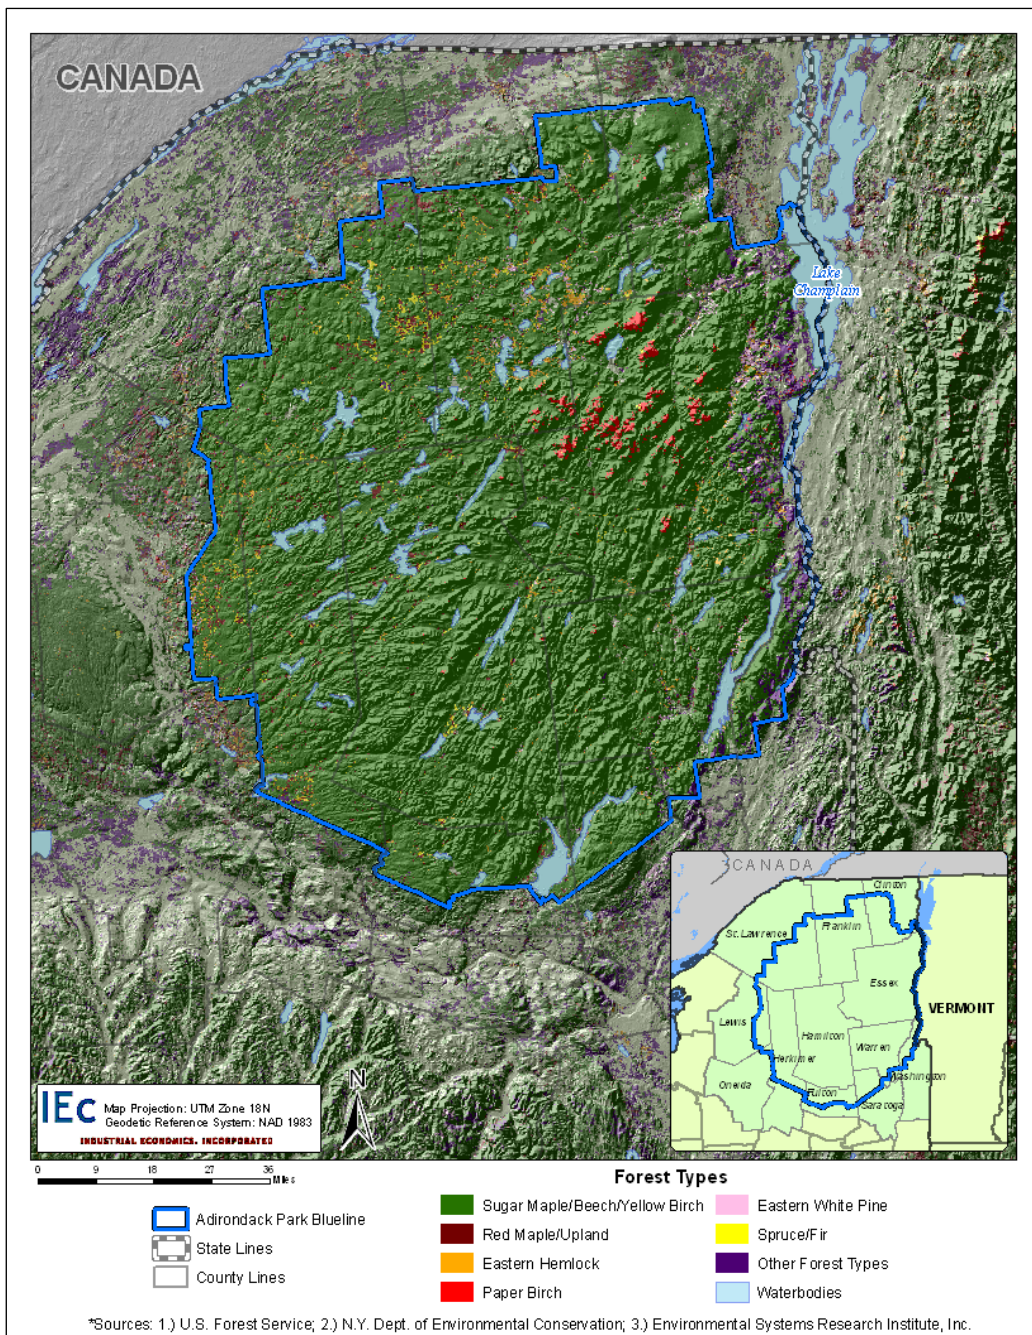 CANADA
Lake
Champlain
CANADA
Clinton
St. Lawrence
Franklin
Essex
VERMONT
Lewis
Hamilton
Warren
Herkimer
Washington
Oneida
Fulton
Saratoga
N
IEc
Map Projection: UTM Zone 18N
Geodetic Reference System: NAD 1983
INDUSTRIAL ECONOMICS, INCORPORATED
0 9 18 27 36
Miles
Forest Types
Adirondack Park Blueline
State Lines
County Lines
Sugar Maple/Beech/Yellow Birch
Red Maple/Upland
Eastern Hemlock
Paper Birch
Eastern White Pine
Spruce/Fir
Other Forest Types
Waterbodies
*Sources: 1.) U.S. Forest Service; 2.) N.Y. Dept. of Environmental Conservation; 3.) Environmental Systems Research Institute, Inc.